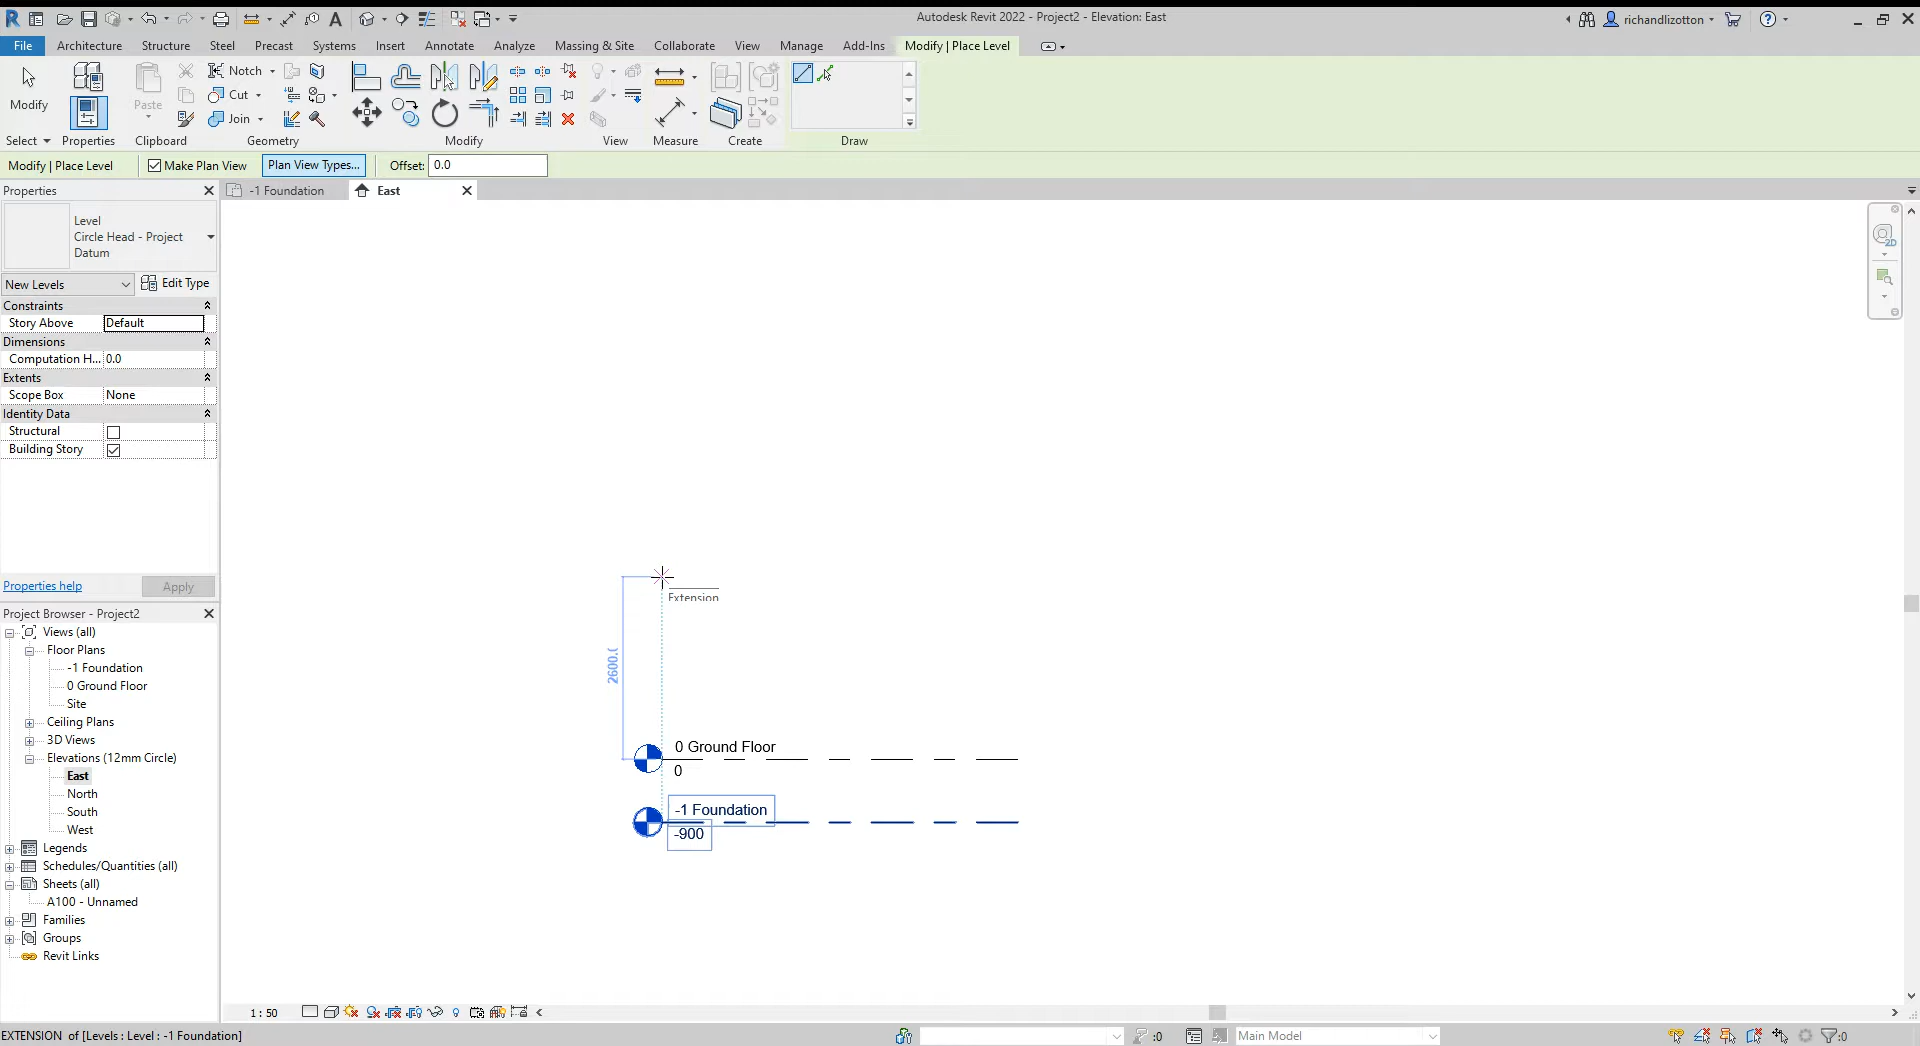 Autodesk Revit 2022 - Project2 - Elevation: East
richandlizotton
File Architecture Structure Steel Precast Systems Insert Annotate Analyze Massing & Site Collaborate View Manage Add-Ins Modify | Place Level
Modify
Paste
Notch
Cut
Join
Select Properties Clipboard Geometry Modify View Measure Create Draw
Modify | Place Level Make Plan View Plan View Types... Offset: 0.0
Properties
-1 Foundation
East
Level
Circle Head - Project
Datum
New Levels Edit Type
Constraints
Story Above Default
Dimensions
Computation H... 0.0
Extents
Scope Box None
Identity Data
Structural
Building Story
Properties help Apply
Project Browser - Project2
Views (all)
Floor Plans
-1 Foundation
0 Ground Floor
Site
Ceiling Plans
3D Views
Elevations (12mm Circle)
East
North
South
West
Legends
Schedules/Quantities (all)
Sheets (all)
A100 - Unnamed
Families
Groups
Revit Links
2D
Extension
2600.(
0 Ground Floor
0
-1 Foundation
-900
1 : 50
EXTENSION of [Levels : Level : -1 Foundation]
:0
Main Model
:0